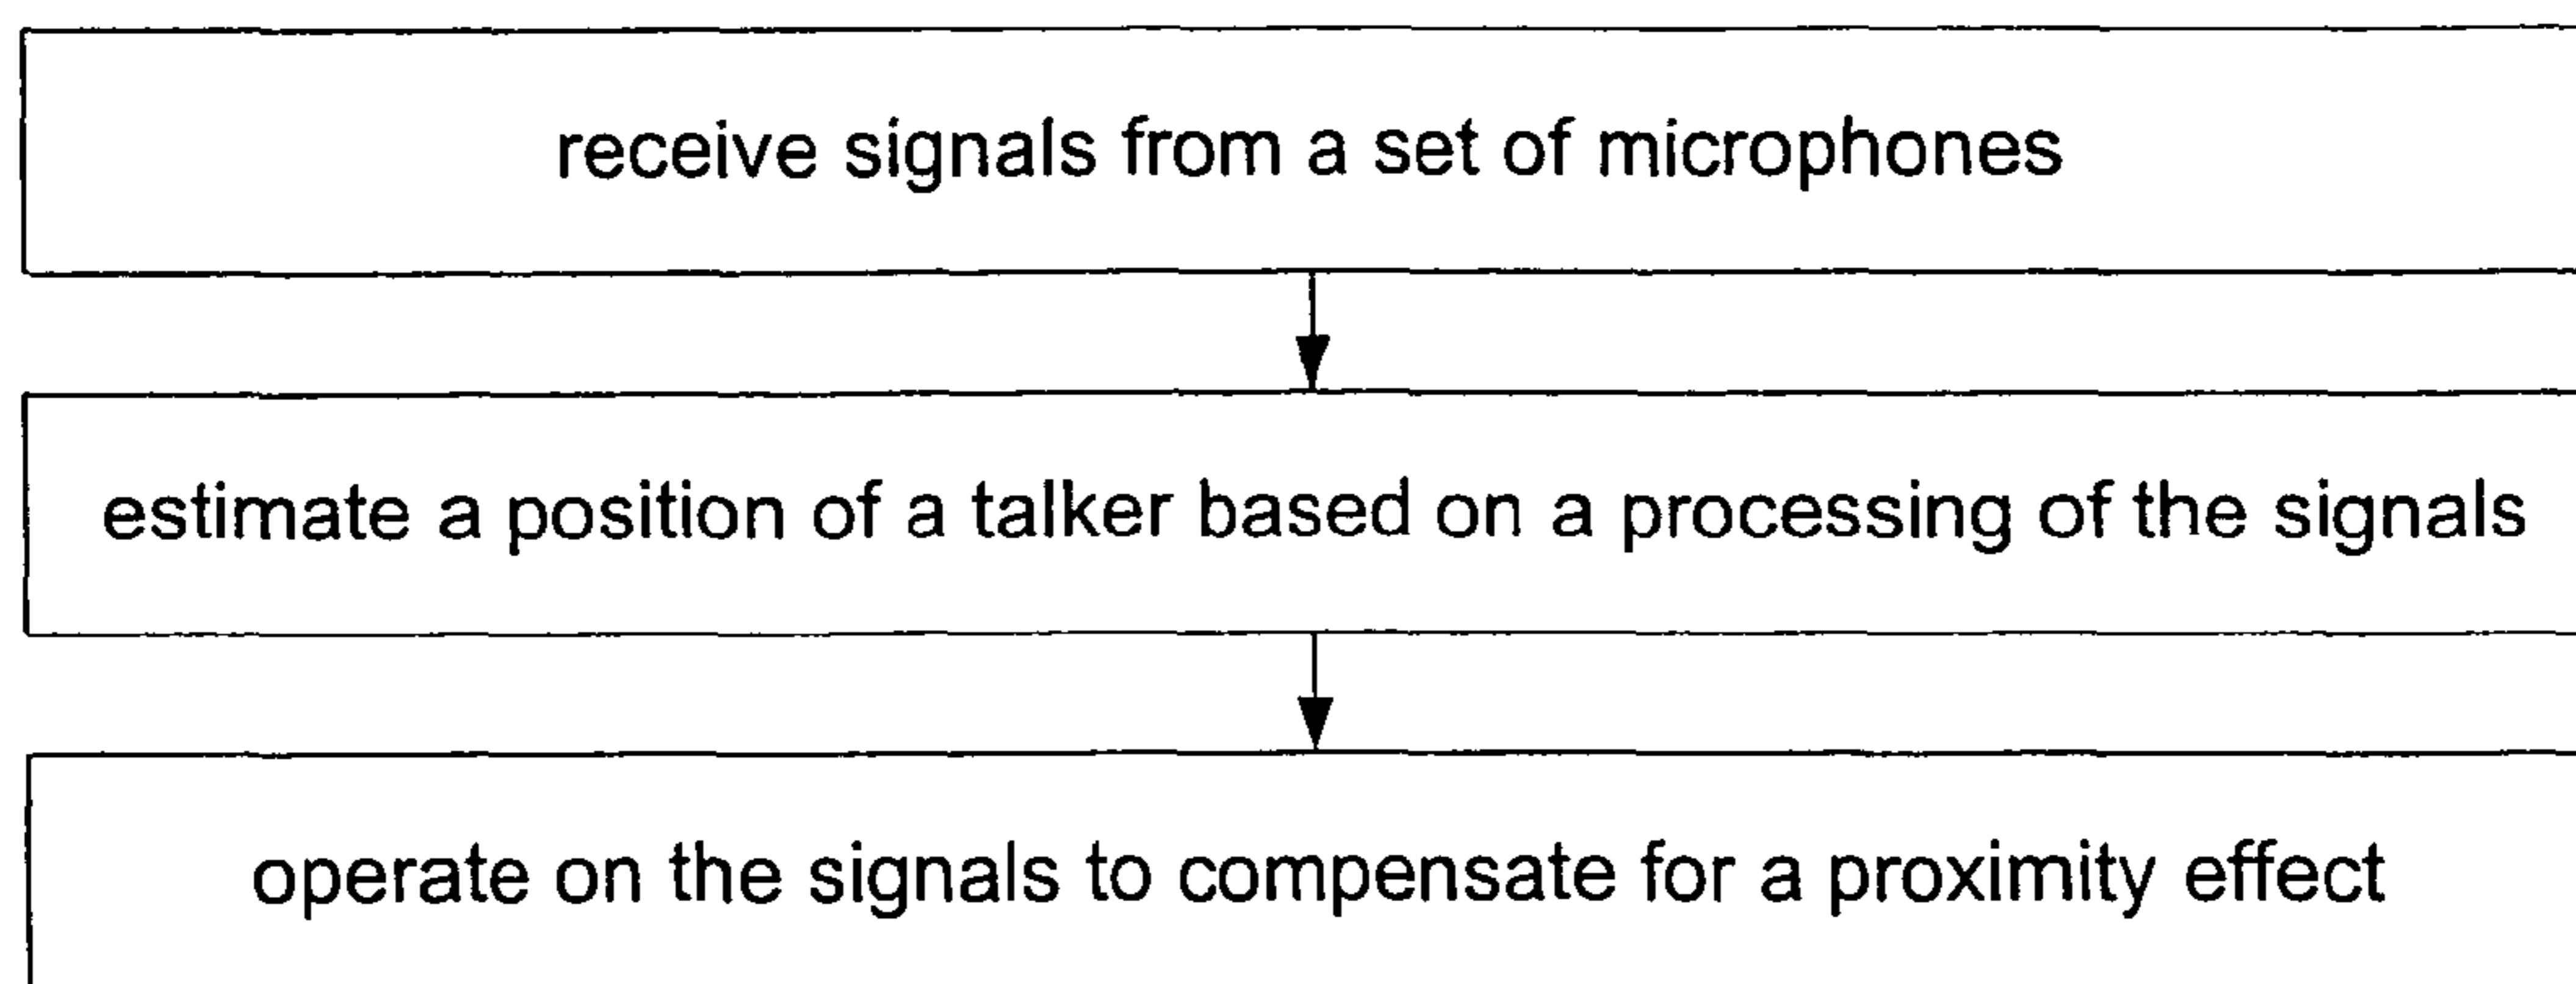 receive signals from a set of microphones
estimate a position of a talker based on a processing of the signals
operate on the signals to compensate for a proximity effect